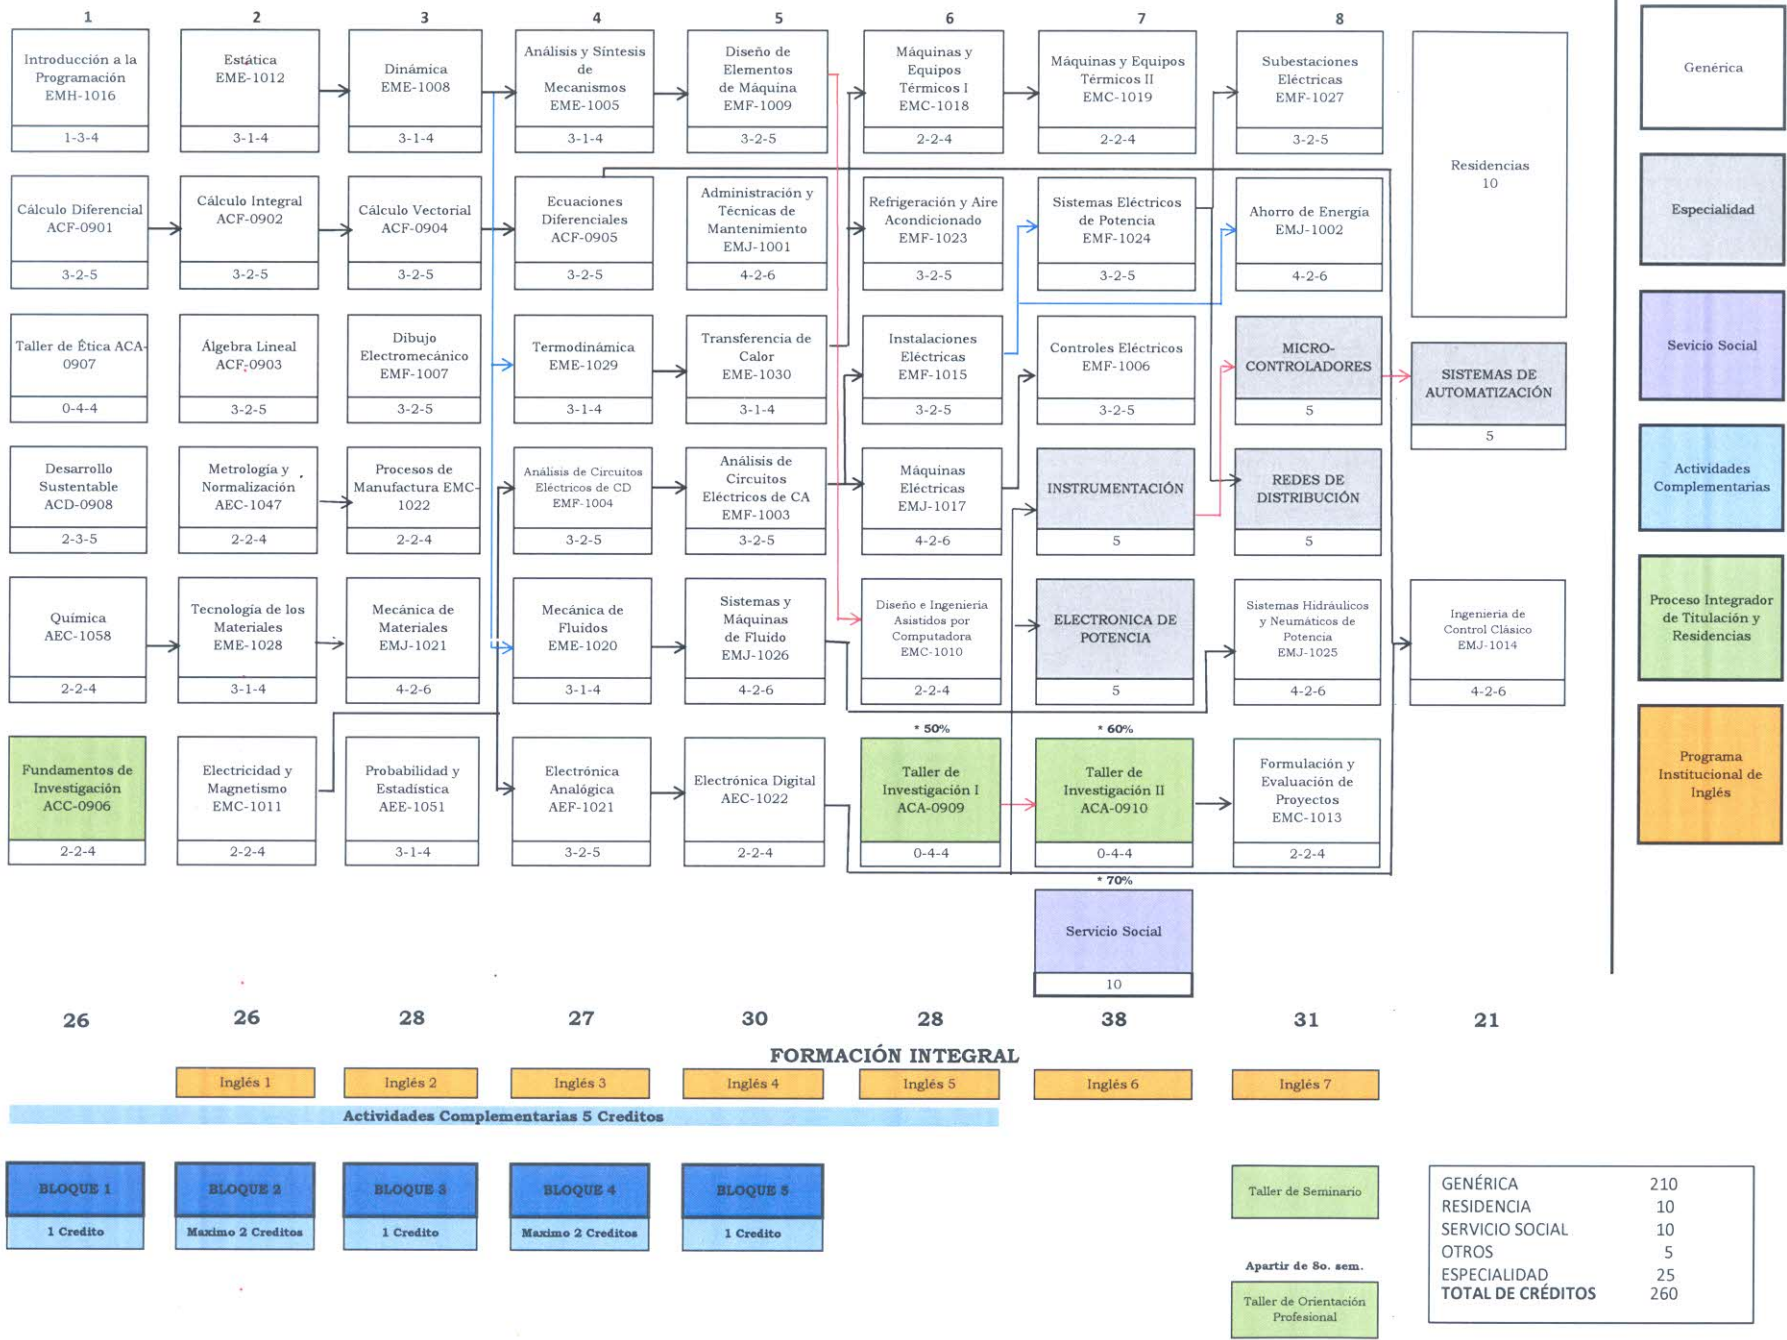 1
2
3
4
5
6
7
8
Introducción a la
Programación
EMH-1016
1-3-4
Estática
EME-1012
3-1-4
Dinámica
EME-1008
3-1-4
Análisis y Síntesis
de
Mecanismos
EME-1005
3-1-4
Diseño de
Elementos
de Máquina
EMF-1009
3-2-5
Máquinas y
Equipos
Térmicos I
EMC-1018
2-2-4
Máquinas y Equipos
Térmicos II
EMC-1019
2-2-4
Subestaciones
Eléctricas
EMF-1027
3-2-5
Residencias
10
Genérica
Cálculo Diferencial
ACF-0901
3-2-5
Cálculo Integral
ACF-0902
3-2-5
Cálculo Vectorial
ACF-0904
3-2-5
Ecuaciones
Diferenciales
ACF-0905
3-2-5
Administración y
Técnicas de
Mantenimiento
EMJ-1001
4-2-6
Refrigeración y Aire
Acondicionado
EMF-1023
3-2-5
Sistemas Eléctricos
de Potencia
EMF-1024
3-2-5
Ahorro de Energía
EMJ-1002
4-2-6
Especialidad
Taller de Ética ACA-
0907
0-4-4
Álgebra Lineal
ACF-0903
3-2-5
Dibujo
Electromecánico
EMF-1007
3-2-5
Termodinámica
EME-1029
3-1-4
Transferencia de
Calor
EME-1030
3-1-4
Instalaciones
Eléctricas
EMF-1015
3-2-5
Controles Eléctricos
EMF-1006
3-2-5
MICRO-
CONTROLADORES
5
SISTEMAS DE
AUTOMATIZACIÓN
5
Sevicio Social
Desarrollo
Sustentable
ACD-0908
2-3-5
Metrología y
Normalización
AEC-1047
2-2-4
Procesos de
Manufactura EMC-
1022
2-2-4
Análisis de Circuitos
Eléctricos de CD
EMF-1004
3-2-5
Análisis de
Circuitos
Eléctricos de CA
EMF-1003
3-2-5
Máquinas
Eléctricas
EMJ-1017
4-2-6
INSTRUMENTACIÓN
5
REDES DE
DISTRIBUCIÓN
5
Actividades
Complementarias
Química
AEC-1058
2-2-4
Tecnología de los
Materiales
EME-1028
3-1-4
Mecánica de
Materiales
EMJ-1021
4-2-6
Mecánica de
Fluidos
EME-1020
3-1-4
Sistemas y
Máquinas
de Fluido
EMJ-1026
4-2-6
Diseño e Ingeniería
Asistidos por
Computadora
EMC-1010
2-2-4
ELECTRONICA DE
POTENCIA
5
Sistemas Hidráulicos
y Neumáticos de
Potencia
EMJ-1025
4-2-6
Ingeniería de
Control Clásico
EMJ-1014
4-2-6
Proceso Integrador
de Titulación y
Residencias
* 50%
* 60%
Fundamentos de
Investigación
ACC-0906
2-2-4
Electricidad y
Magnetismo
EMC-1011
2-2-4
Probabilidad y
Estadística
AEE-1051
3-1-4
Electrónica
Analógica
AEF-1021
3-2-5
Electrónica Digital
AEC-1022
2-2-4
Taller de
Investigación I
ACA-0909
0-4-4
Taller de
Investigación II
ACA-0910
0-4-4
Formulación y
Evaluación de
Proyectos
EMC-1013
2-2-4
Programa
Institucional de
Inglés
* 70%
Servicio Social
10
26
26
28
27
30
28
38
31
21
FORMACIÓN INTEGRAL
Inglés 1
Inglés 2
Inglés 3
Inglés 4
Inglés 5
Inglés 6
Inglés 7
Actividades Complementarias 5 Creditos
BLOQUE 1
1 Credito
BLOQUE 2
Maximo 2 Creditos
BLOQUE 3
1 Credito
BLOQUE 4
Maximo 2 Creditos
BLOQUE 5
1 Credito
Taller de Seminario
Apartir de 8o. sem.
Taller de Orientación
Profesional
GENÉRICA 210
RESIDENCIA 10
SERVICIO SOCIAL 10
OTROS 5
ESPECIALIDAD 25
TOTAL DE CRÉDITOS 260